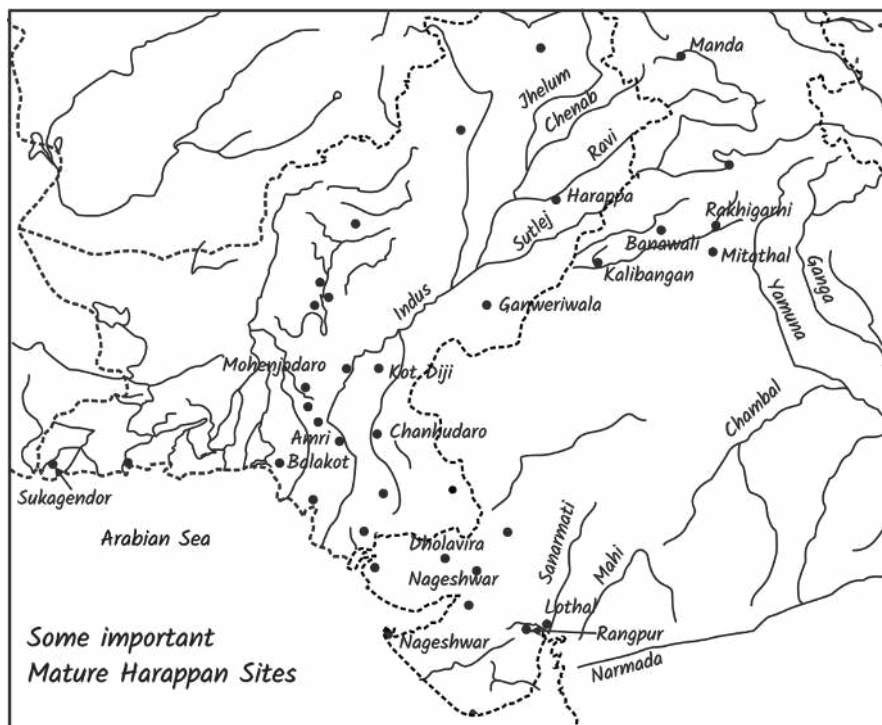 Manda
Jhelum
Chenab
Ravi
Harappa
Sutlej
Rakhigarhi
Banawali
Mitathal
Kalibangan
Ganga
Yamuna
Indus
Ganweriwala
Mohenjodaro
Kot Diji
Chambal
Amri
Chanhudaro
Balakot
Sukagendor
Arabian Sea
Dholavira
Sanarmati
Mahi
Nageshwar
Lothal
Nageshwar
Rangpur
Narmada
Some important
Mature Harappan Sites